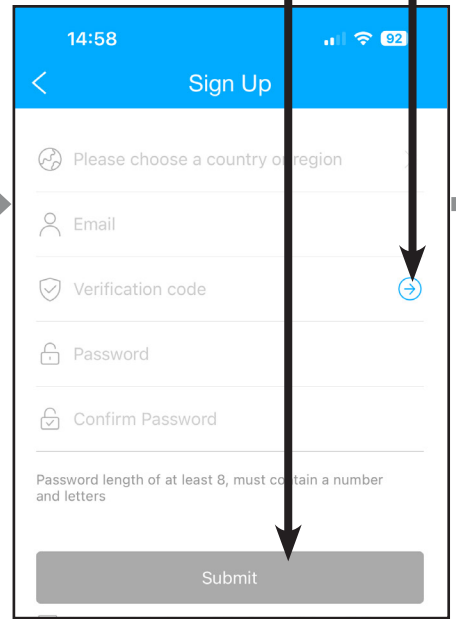 14:58
92
Sign Up
Please choose a country or region
Email
Verification code
Password
Confirm Password
Password length of at least 8, must contain a number
and letters
Submit